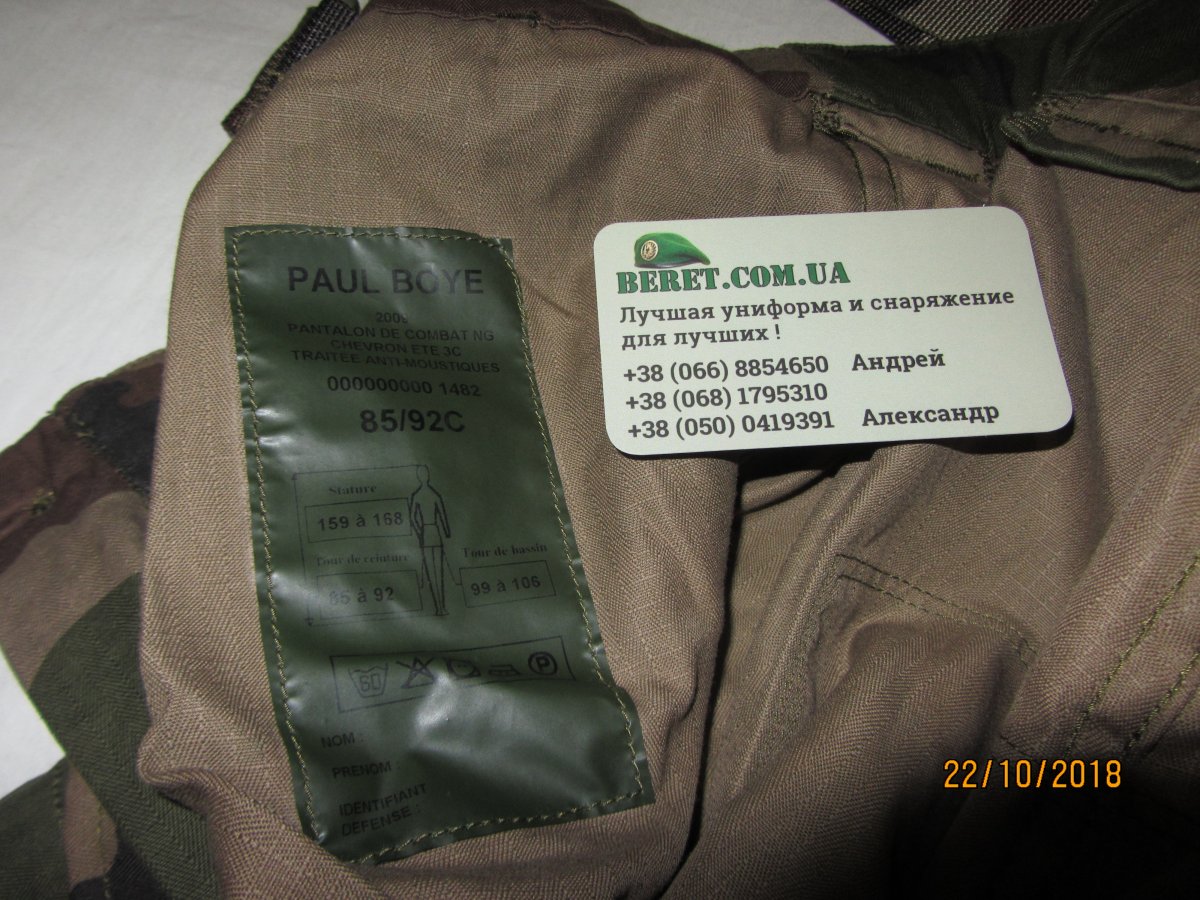 PAUL BOYE
2009
PANTALON DE COMBAT NG
CHEVRON ETE 3C
TRAITÉE ANTI-MOUSTIQUES
000000000 1482
85/92C
Stature
159 à 168
Tour de ceinture
85 à 92
Tour de bassin
99 à 106
60
P
NOM :
PRENOM :
IDENTIFIANT
DEFENSE :
BERET.COM.UA
Лучшая униформа и снаряжение
для лучших !
+38 (066) 8854650 Андрей
+38 (068) 1795310
+38 (050) 0419391 Александр
22/10/2018